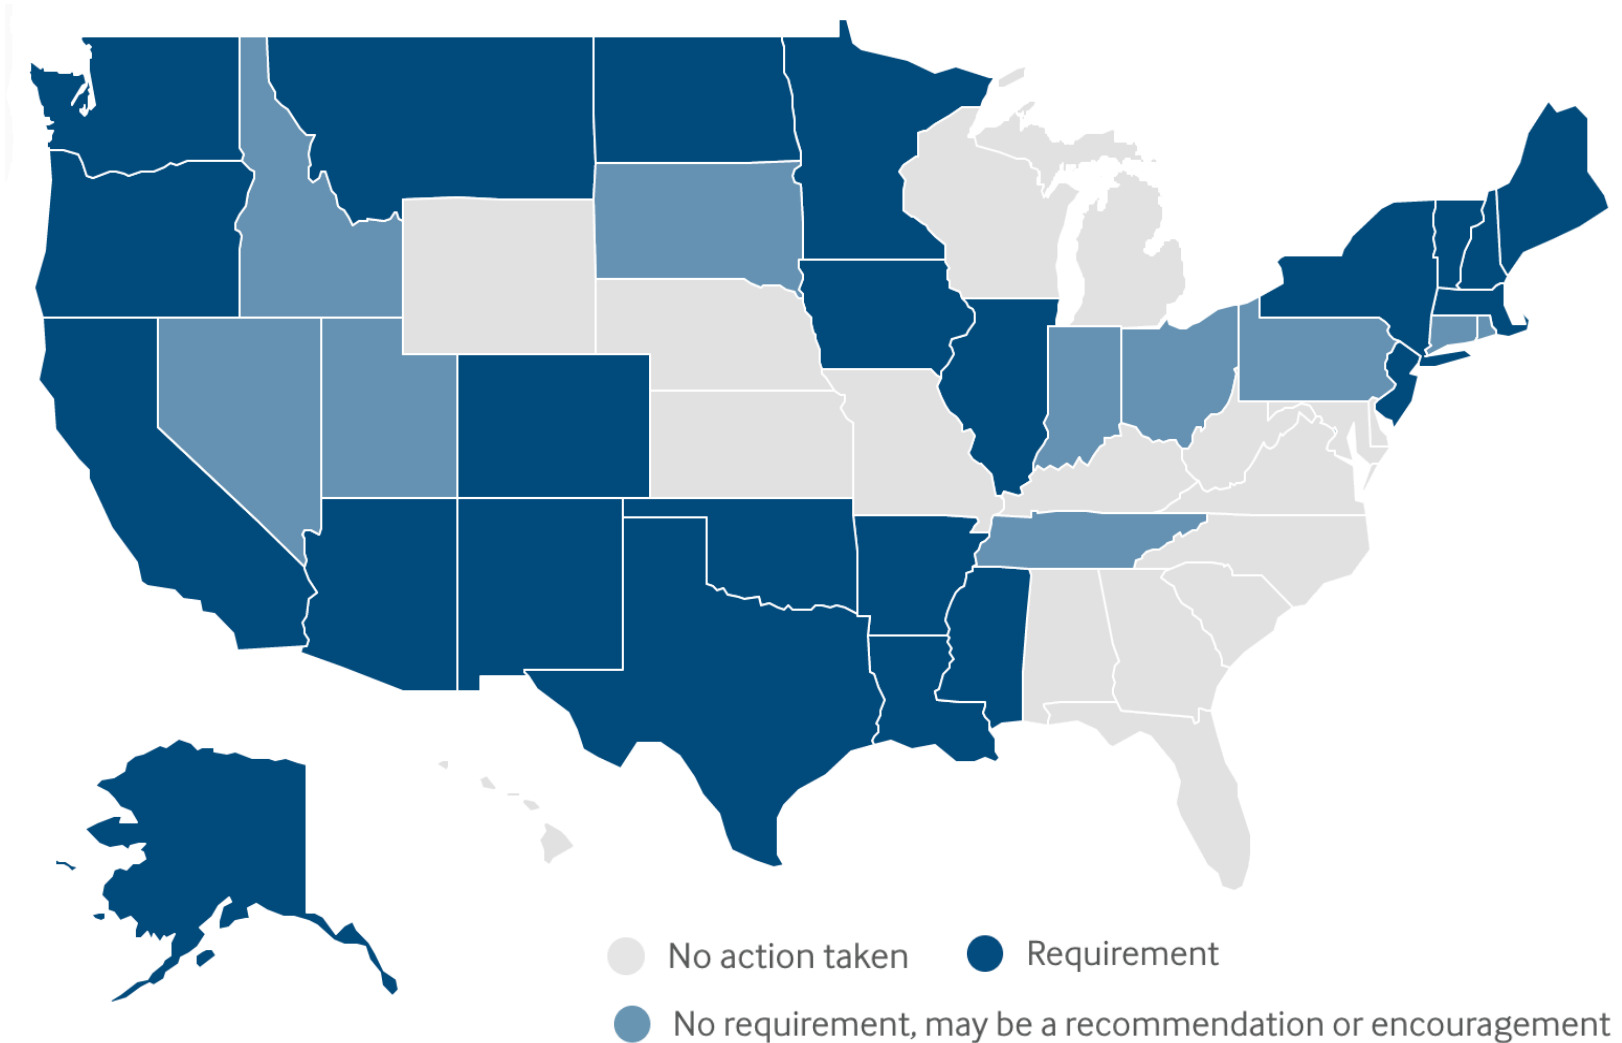 No action taken
Requirement
No requirement, may be a recommendation or encouragement